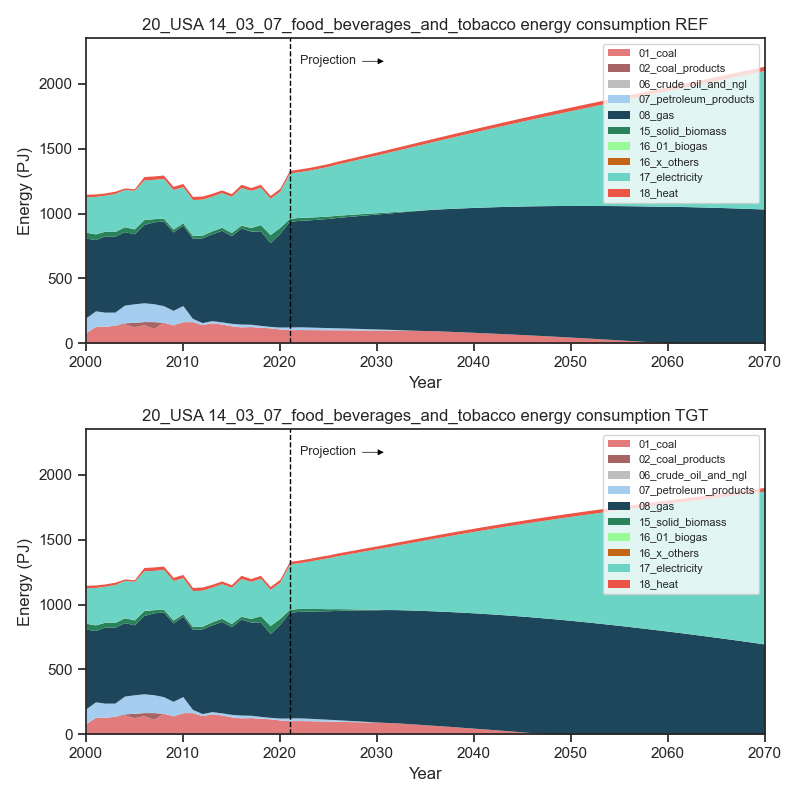 20_USA 14_03_07_food_beverages_and_tobacco energy consumption REF
Energy (PJ)
2000
1500
1000
500
0
Projection
01_coal
02_coal_products
06_crude_oil_and_ngl
07_petroleum_products
08_gas
15_solid_biomass
16_01_biogas
16_x_others
17_electricity
18_heat
2000 2010 2020 2030 2040 2050 2060 2070
Year
20_USA 14_03_07_food_beverages_and_tobacco energy consumption TGT
Energy (PJ)
2000
1500
1000
500
0
Projection
01_coal
02_coal_products
06_crude_oil_and_ngl
07_petroleum_products
08_gas
15_solid_biomass
16_01_biogas
16_x_others
17_electricity
18_heat
2000 2010 2020 2030 2040 2050 2060 2070
Year